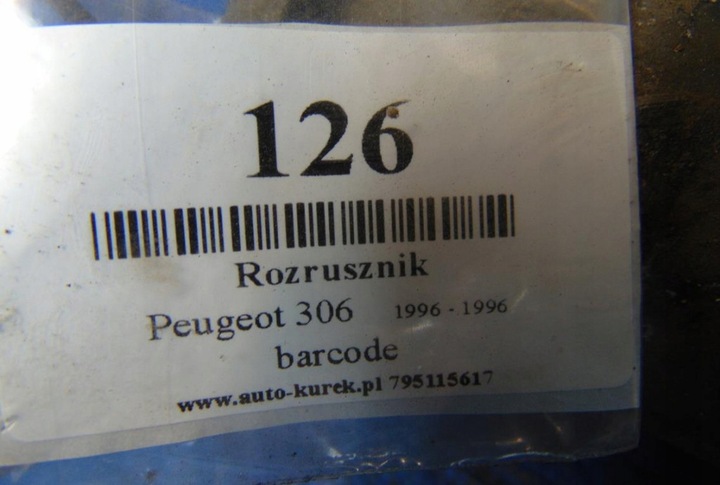 126
Rozrusznik
Peugeot 306 1996 - 1996
barcode
www.auto-kurek.pl 795115617